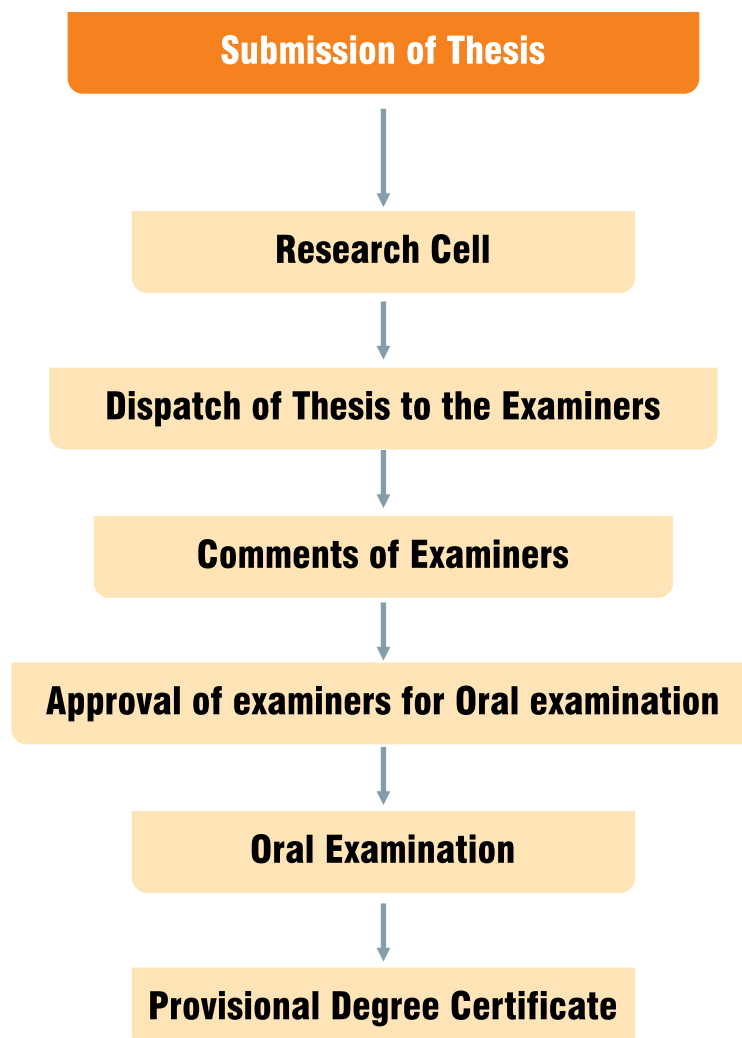 Submission of Thesis
Research Cell
Dispatch of Thesis to the Examiners
Comments of Examiners
Approval of examiners for Oral examination
Oral Examination
Provisional Degree Certificate